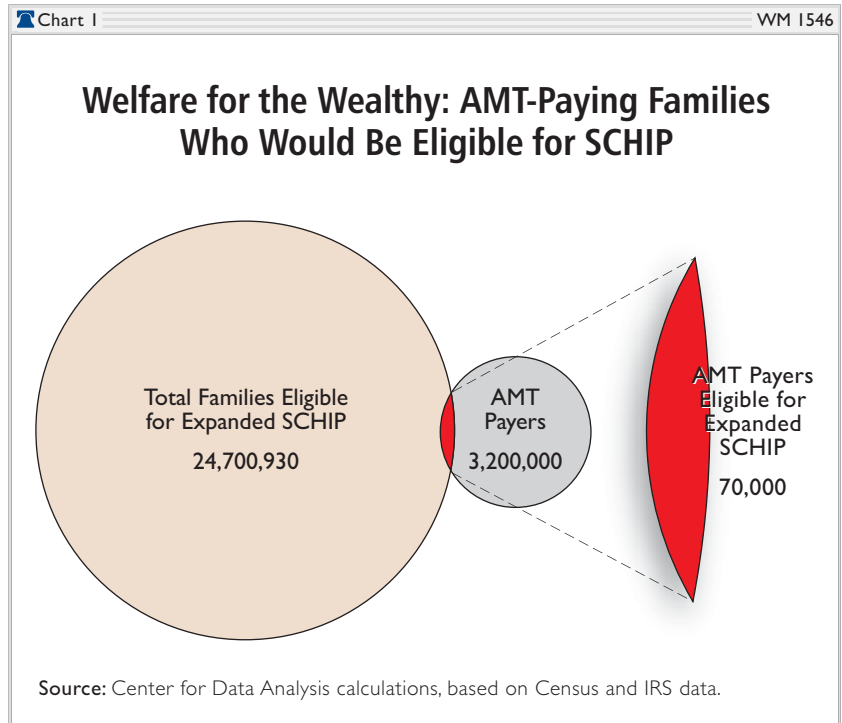 Chart 1
WM 1546
Welfare for the Wealthy: AMT-Paying Families
Who Would Be Eligible for SCHIP
Total Families Eligible
for Expanded SCHIP
24,700,930
AMT
Payers
3,200,000
AMT Payers
Eligible for
Expanded
SCHIP
70,000
Source: Center for Data Analysis calculations, based on Census and IRS data.